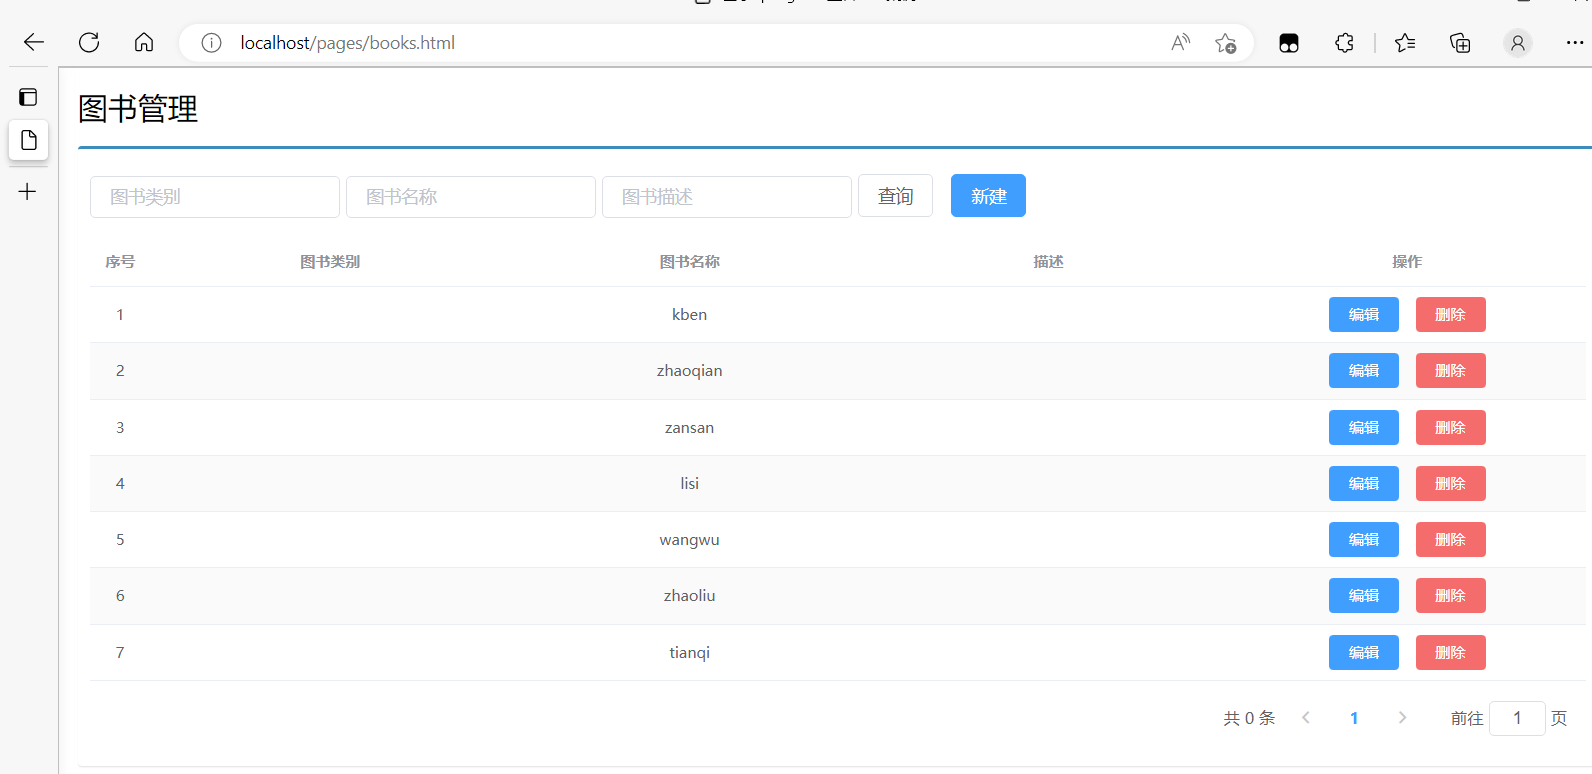 localhost/pages/books.html
图书管理
图书类别 图书名称 图书描述 查询 新建
序号 图书类别 图书名称 描述 操作
1 kben 编辑 删除
2 zhaoqian 编辑 删除
3 zansan 编辑 删除
4 lisi 编辑 删除
5 wangwu 编辑 删除
6 zhaoliu 编辑 删除
7 tianqi 编辑 删除
共 0 条 1 前往 1 页